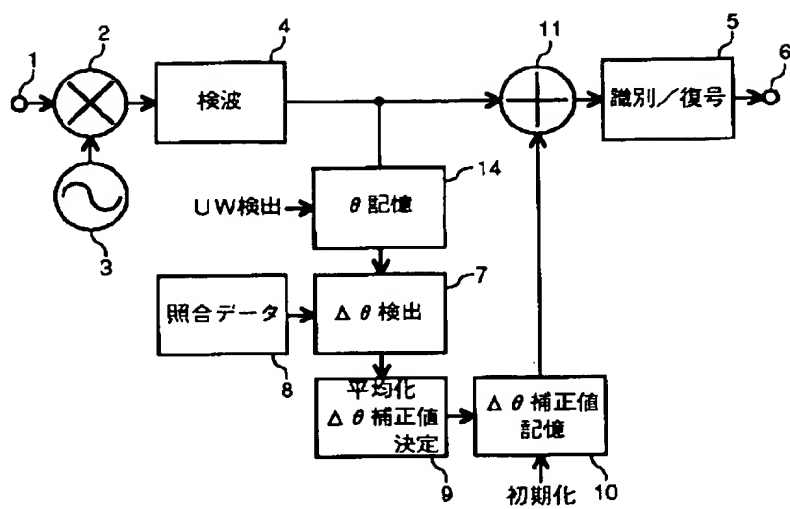 1
2
3
4
検波
11
5
識別/復号
6
14
UW検出
θ記憶
7
照合データ
8
Δθ検出
平均化
Δθ補正値
決定
9
Δθ補正値
記憶
10
初期化